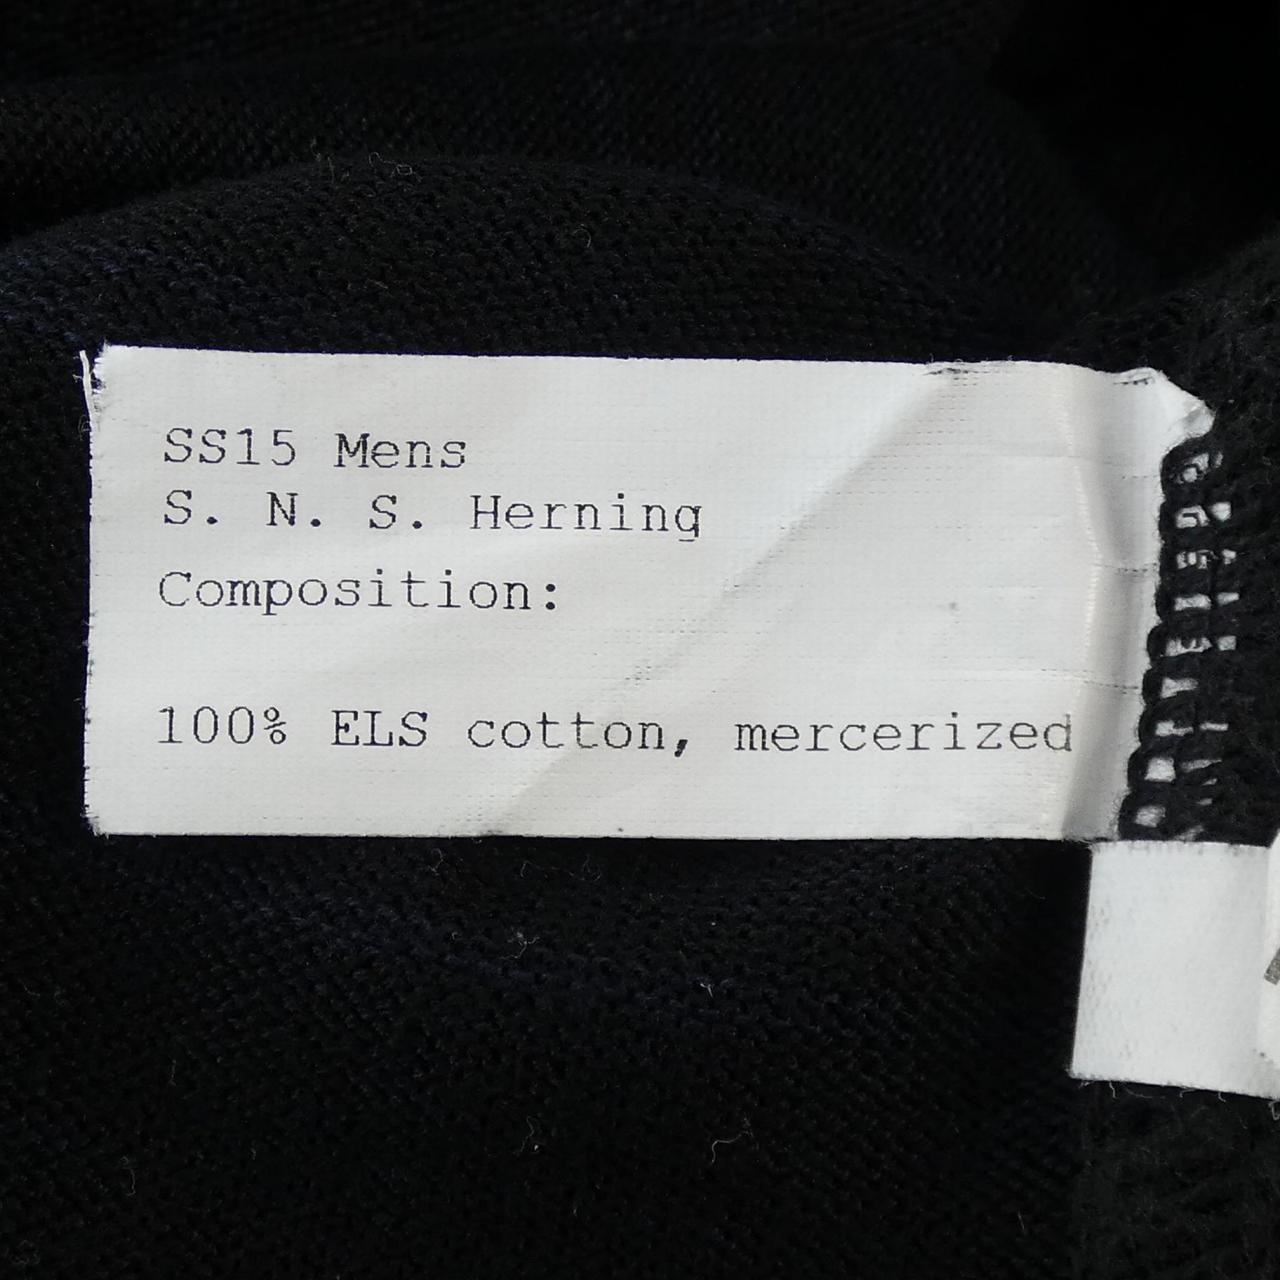 SS15 Mens
S. N. S. Herning
Composition:
100% ELS cotton, mercerized